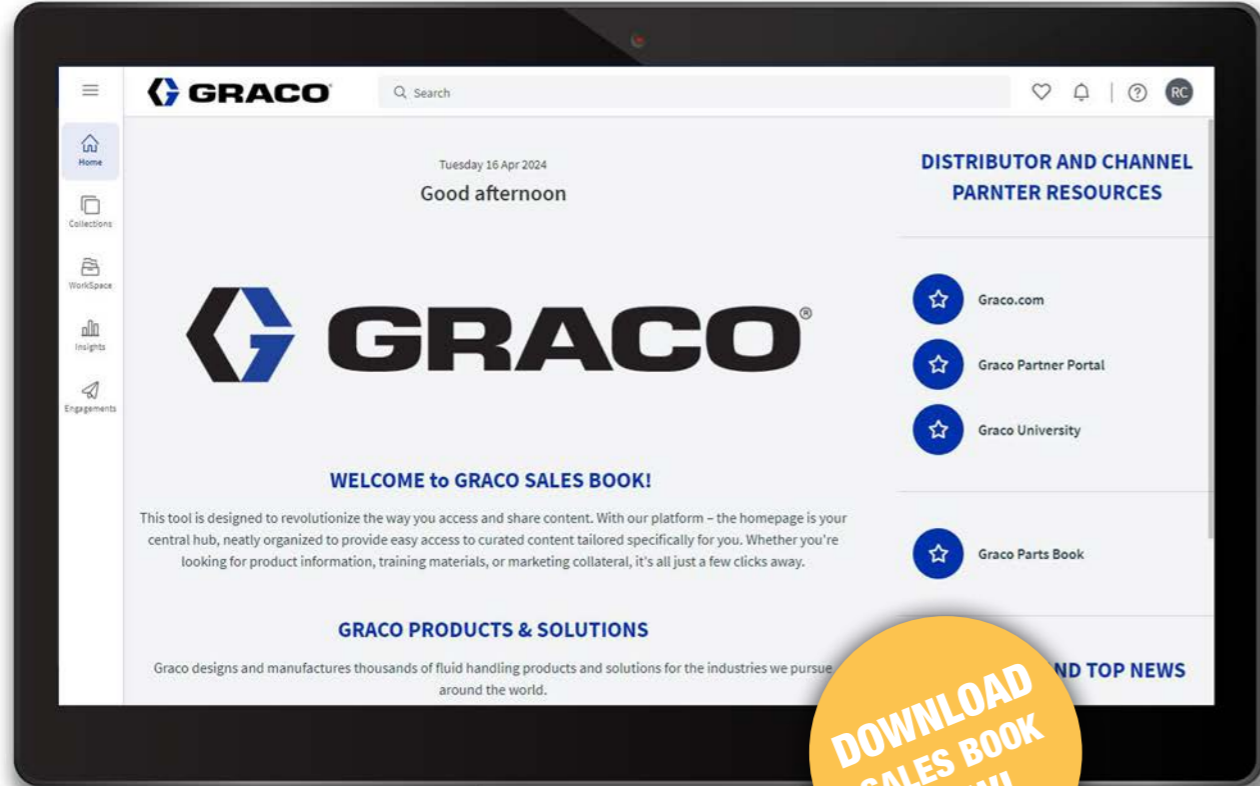 GRACO
Search
RC
Home
Collections
WorkSpace
Insights
Engagements
Tuesday 16 Apr 2024
Good afternoon
GRACO®
WELCOME to GRACO SALES BOOK!
This tool is designed to revolutionize the way you access and share content. With our platform – the homepage is your
central hub, neatly organized to provide easy access to curated content tailored specifically for you. Whether you're
looking for product information, training materials, or marketing collateral, it's all just a few clicks away.
GRACO PRODUCTS & SOLUTIONS
Graco designs and manufactures thousands of fluid handling products and solutions for the industries we pursue
around the world.
DISTRIBUTOR AND CHANNEL
PARNTER RESOURCES
Graco.com
Graco Partner Portal
Graco University
Graco Parts Book
TOP NEWS
DOWNLOAD
SALES BOOK